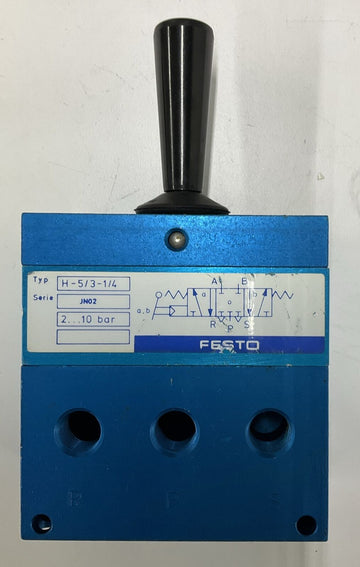 Typ H-5/3-1/4
Serie JN02
2...10 bar
A B
a o b
a,b
R S
P
FESTO
R P S